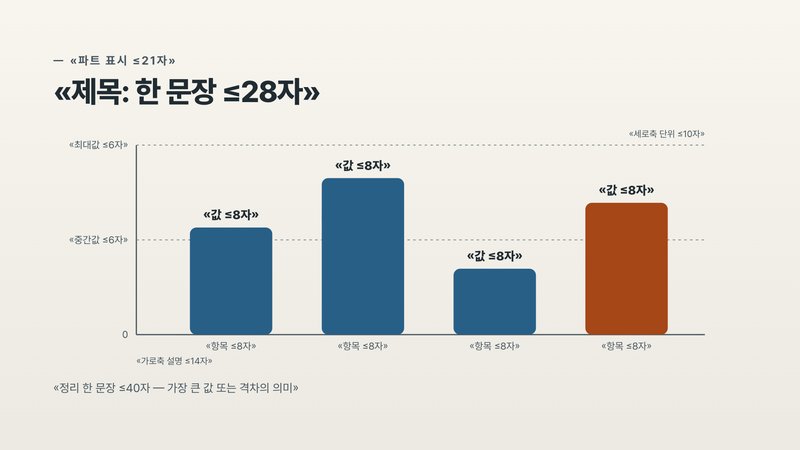 — «파트 표시 ≤21자»
«제목: 한 문장 ≤28자»
«세로축 단위 ≤10자»
«최대값 ≤6자»
«값 ≤8자»
«값 ≤8자»
«값 ≤8자»
«값 ≤8자»
«중간값 ≤6자»
0
«항목 ≤8자» «항목 ≤8자» «항목 ≤8자» «항목 ≤8자»
«가로축 설명 ≤14자»
«정리 한 문장 ≤40자 — 가장 큰 값 또는 격차의 의미»